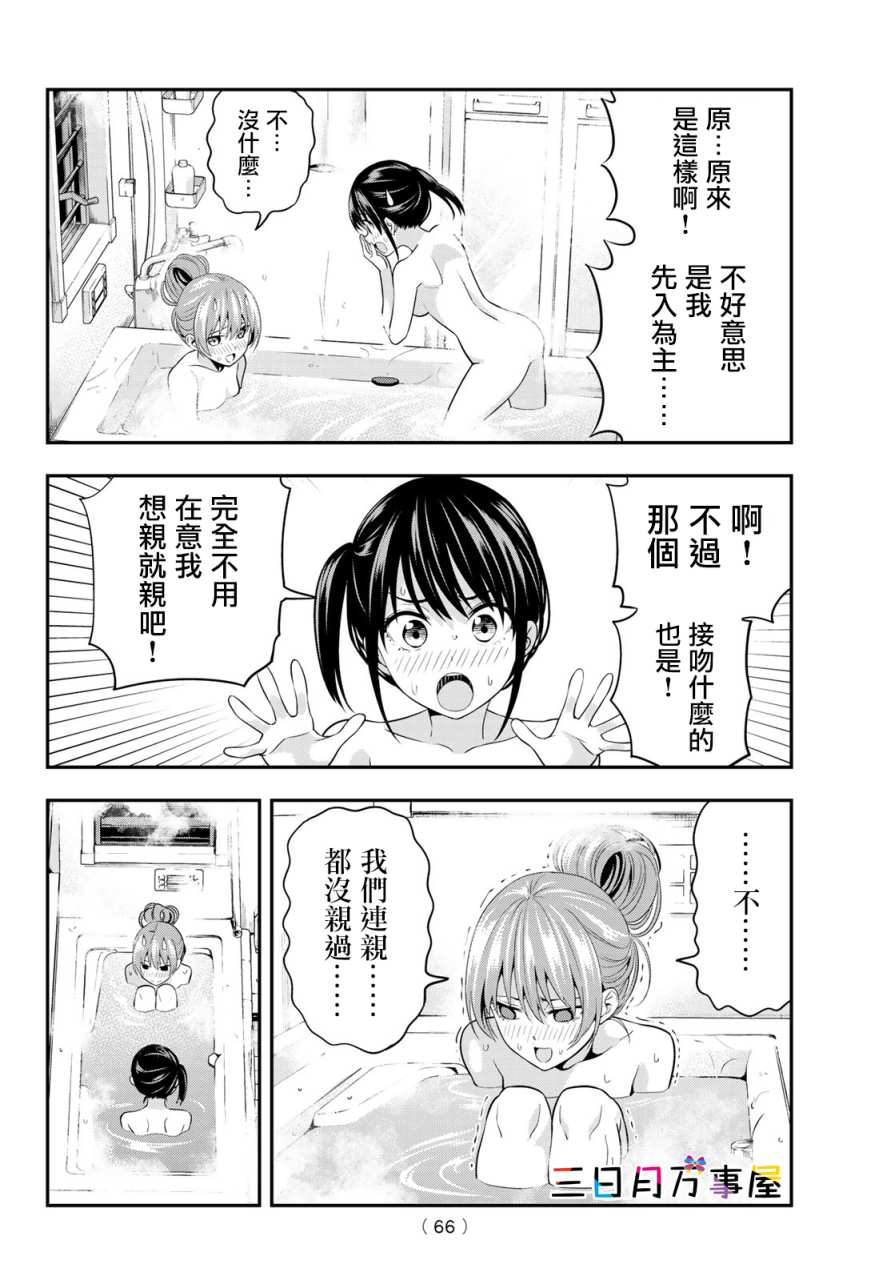 原…原來
是這樣啊！
不好意思
是我
先入為主……
不…
沒什麼…
啊！
不過
那個
接吻什麼的
也是！
完全不用
在意我
想親就親吧！
……不……
我們連親……
都沒親過……
三日月万事屋
（66）